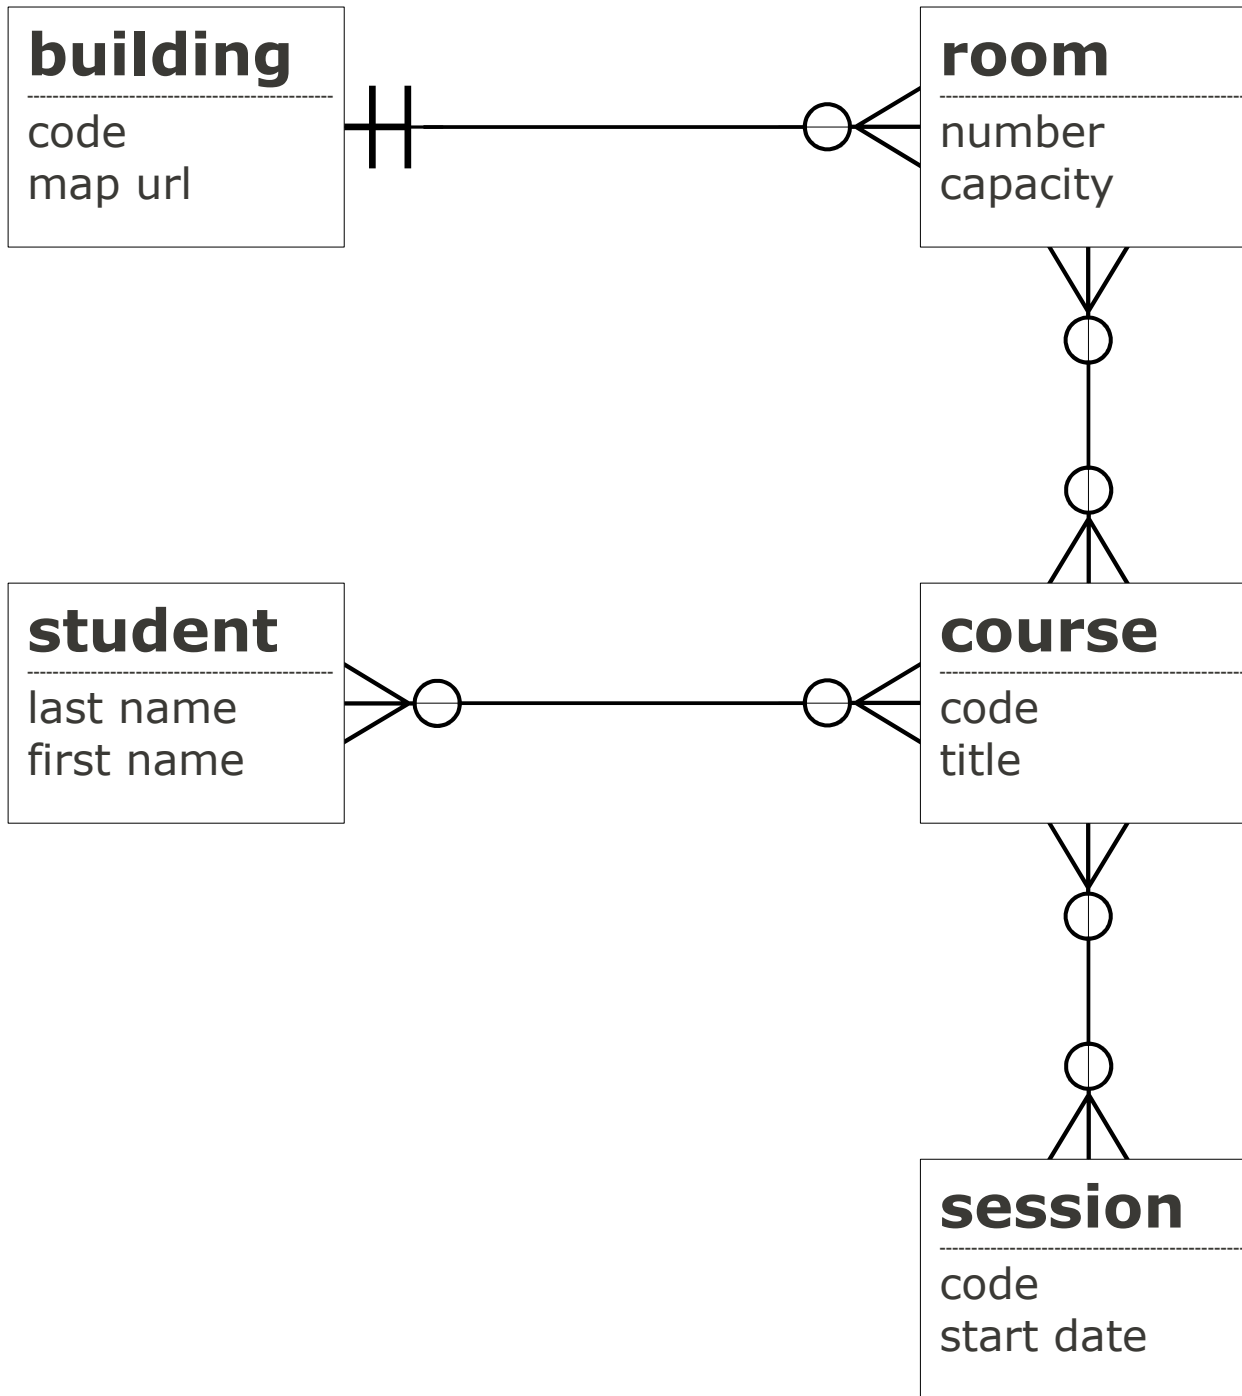 building
code
map url
room
number
capacity
student
last name
first name
course
code
title
session
code
start date